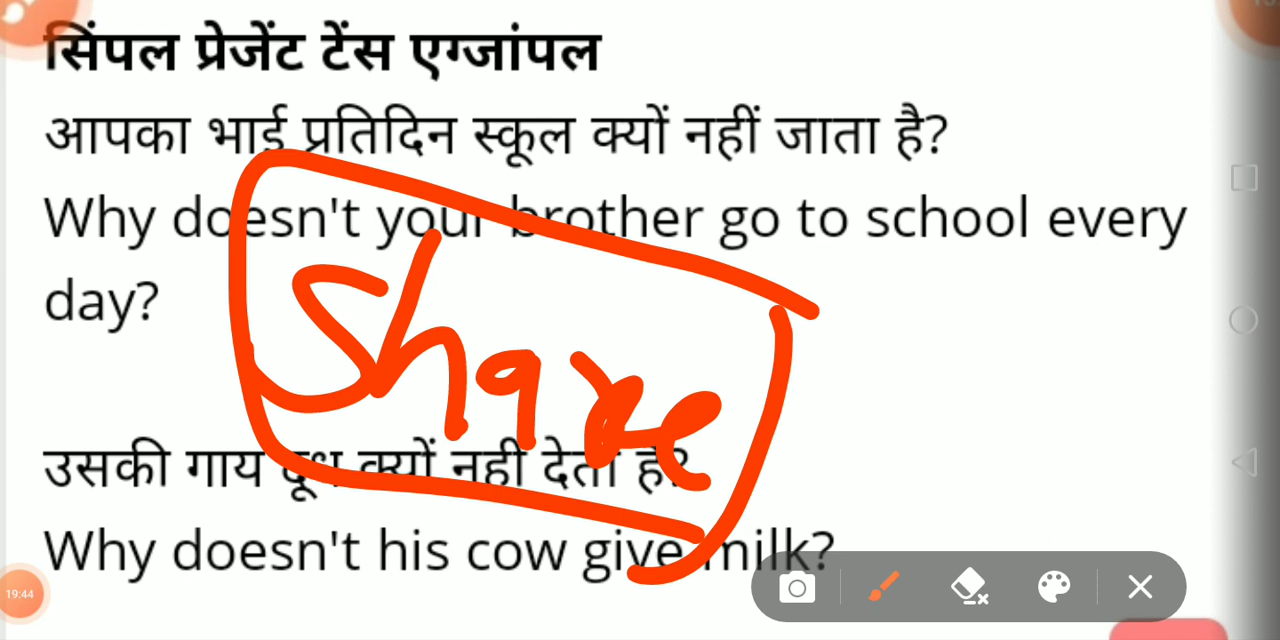 सिंपल प्रेजेंट टेंस एग्जांपल
आपका भाई प्रतिदिन स्कूल क्यों नहीं जाता है?
Why doesn't your brother go to school every
day?
Share
उसकी गाय दूध क्यों नही देता है?
Why doesn't his cow give milk?
19:44